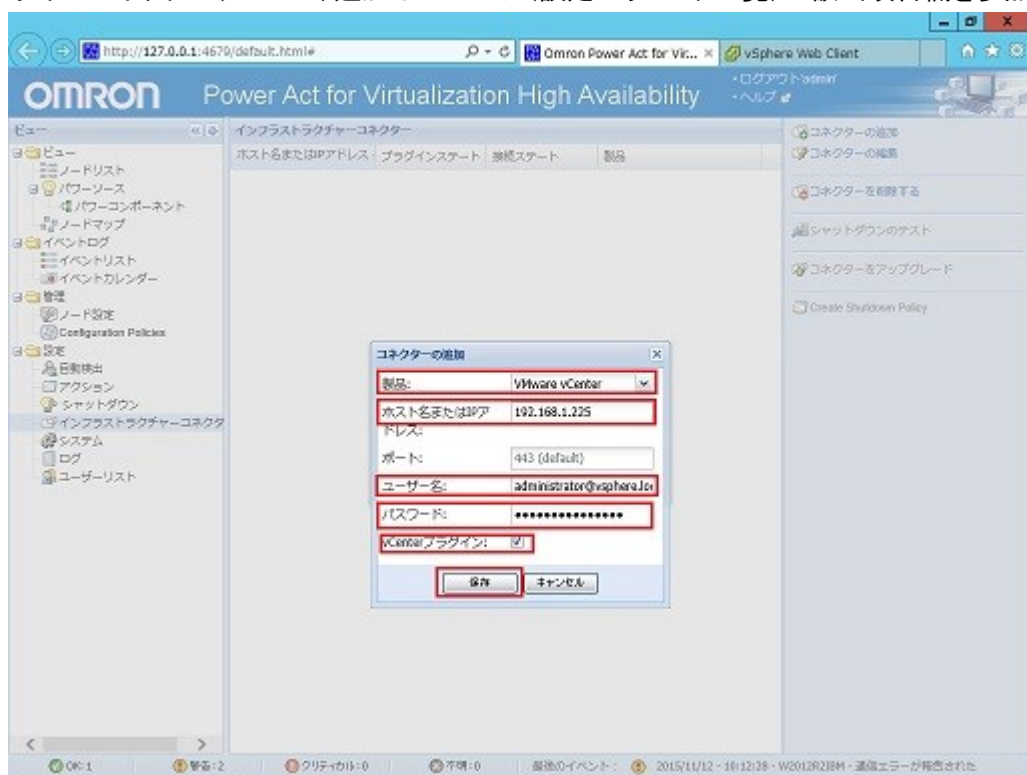 http://127.0.0.1:4679/default.html#
Omron Power Act for Vir...
vSphere Web Client
OMRON
Power Act for Virtualization High Availability
ログアウト'admin'
ヘルプ
ビュー
インフラストラクチャーコネクター
ホスト名またはIPアドレス
プラグインステート
接続ステート
製品
ビュー
ノードリスト
パワーソース
パワーコンポーネント
ノードマップ
イベントログ
イベントリスト
イベントカレンダー
管理
ノード設定
Configuration Policies
設定
自動検出
アクション
シャットダウン
インフラストラクチャーコネクタ
システム
ログ
ユーザーリスト
コネクターの追加
コネクターの編集
コネクターを削除する
シャットダウンのテスト
コネクターをアップグレード
Create Shutdown Policy
コネクターの追加
製品:
VMware vCenter
ホスト名またはIPア
ドレス:
192.168.1.225
ポート:
443 (default)
ユーザー名:
administrator@vsphere.lo
パスワード:
•••••••••••••••
vCenterプラグイン:
保存
キャンセル
OK:1
警告:2
クリティカル:0
不明:0
最後のイベント:
2015/11/12 - 10:12:28 - W2012R2IBM - 通信エラーが報告された